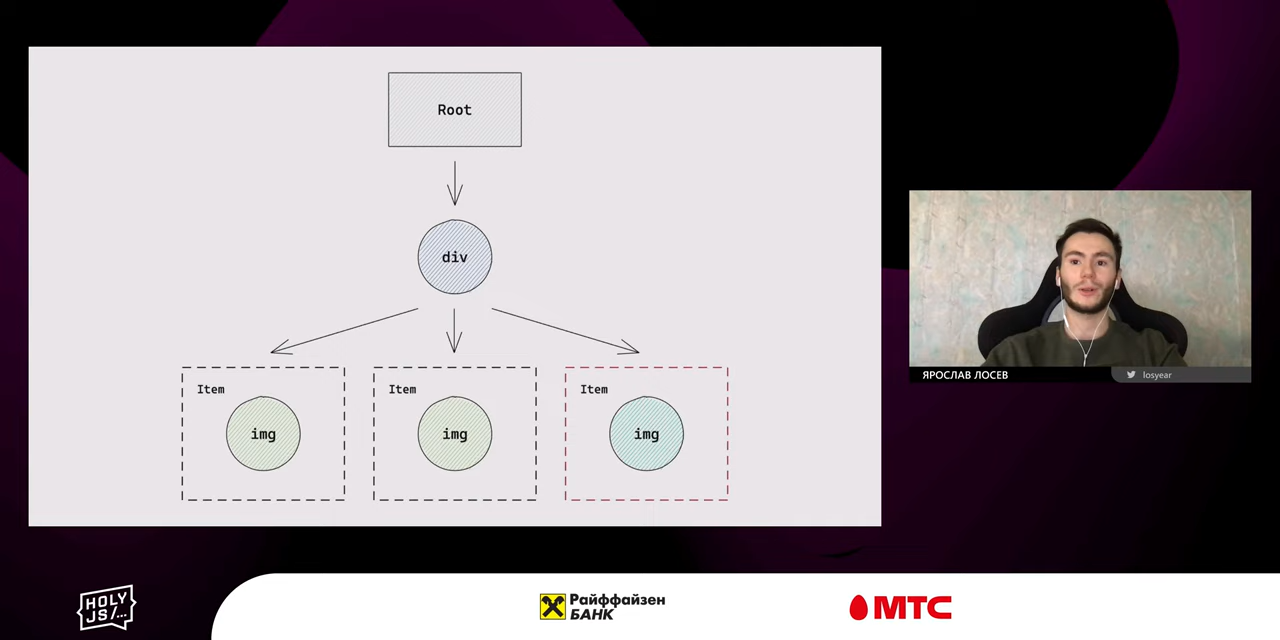 Root
div
Item
Item
Item
img
img
img
ЯРОСЛАВ ЛОСЕВ
losyear
HOLY
JS/...
Райффайзен
БАНК
МТС